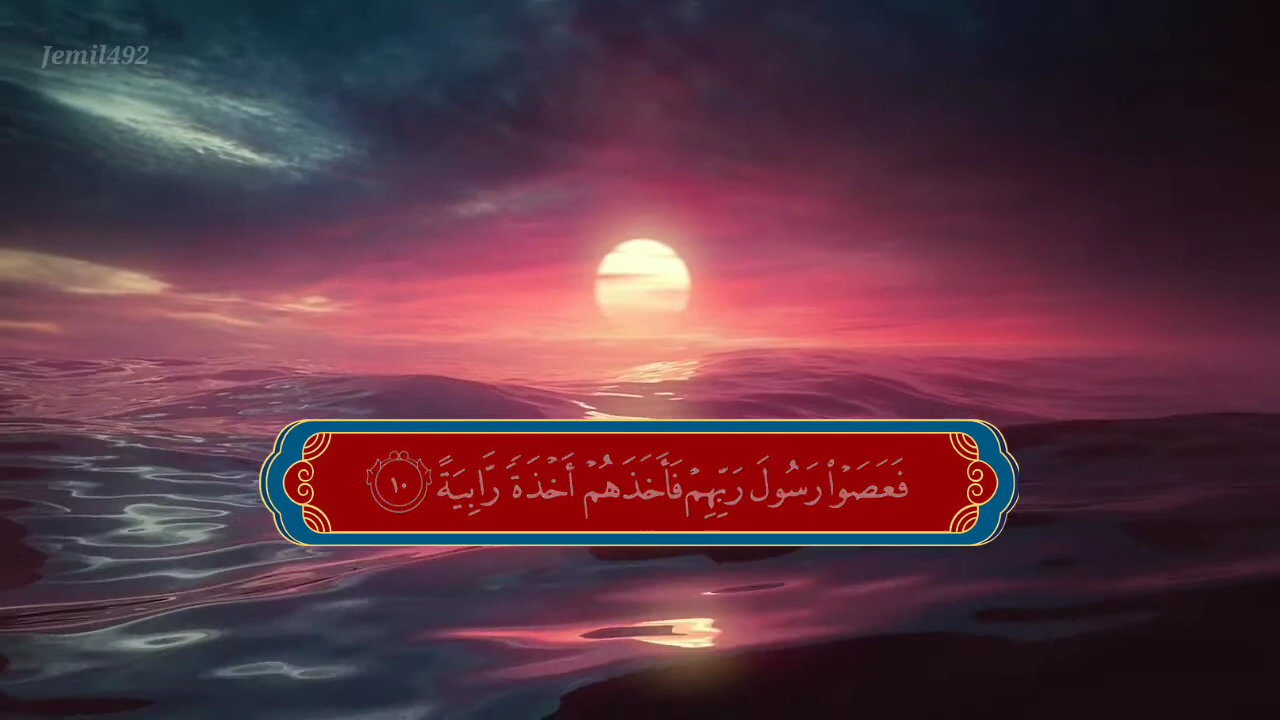 Jemil492
فَعَصَوۡاْ رَسُولَ رَبِّهِمۡ فَأَخَذَهُمۡ أَخۡذَةٗ رَّابِيَةً ١٠